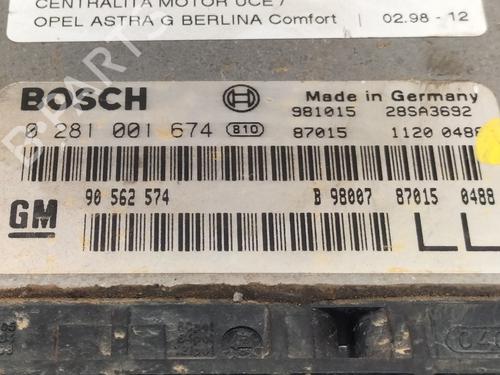 CENTRALITA MOTOR UCE /
OPEL ASTRA G BERLINA Comfort 02.98 - 12
BOSCH Made in Germany
981015 28SA3692
0 281 001 674 B10 87015 1120 0488
90 562 574 B 98007 87015 0488
GM LL